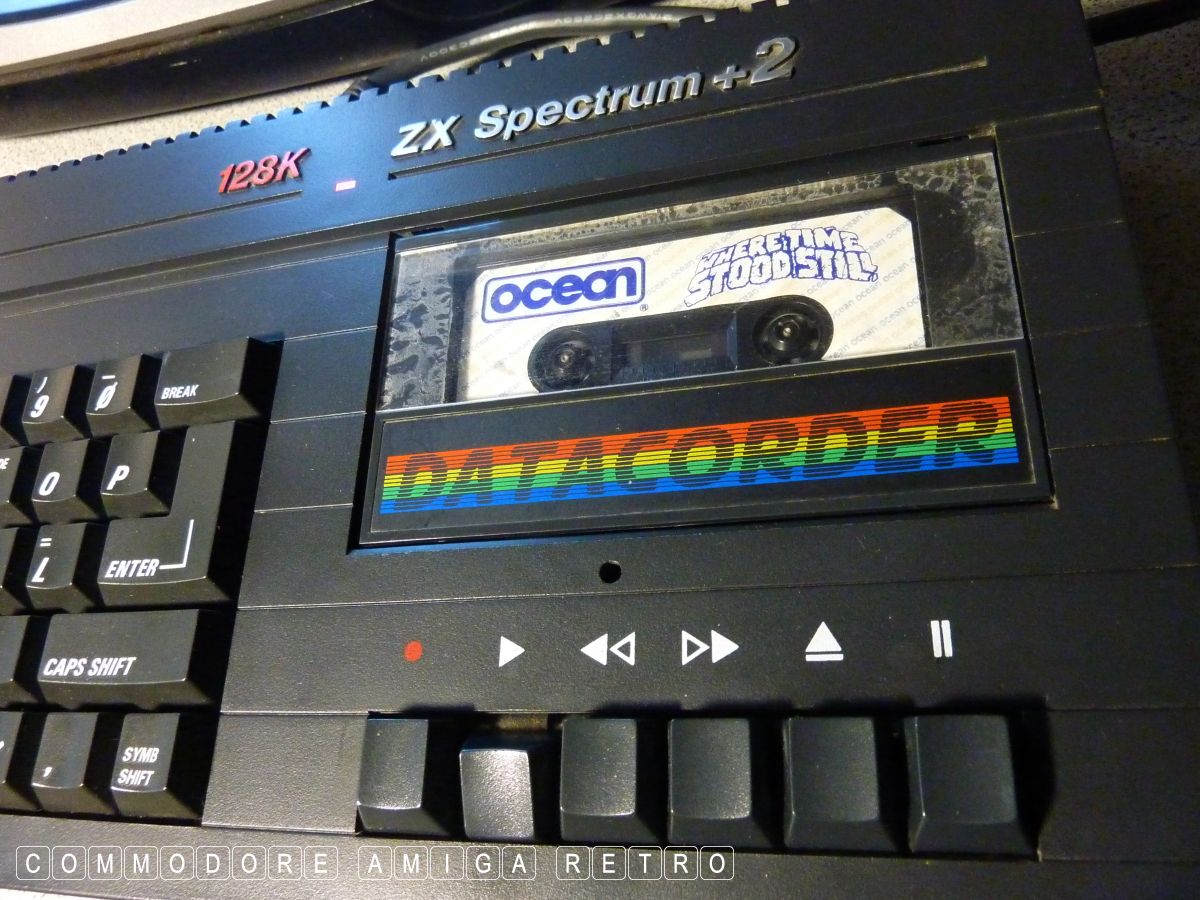 ZX Spectrum +2
128K
ocean
®
WHERE TIME
STOOD STILL
DATACORDER
9
Ø
BREAK
O
P
=
L
ENTER
CAPS SHIFT
,
SYMB
SHIFT
COMMODORE AMIGA RETRO